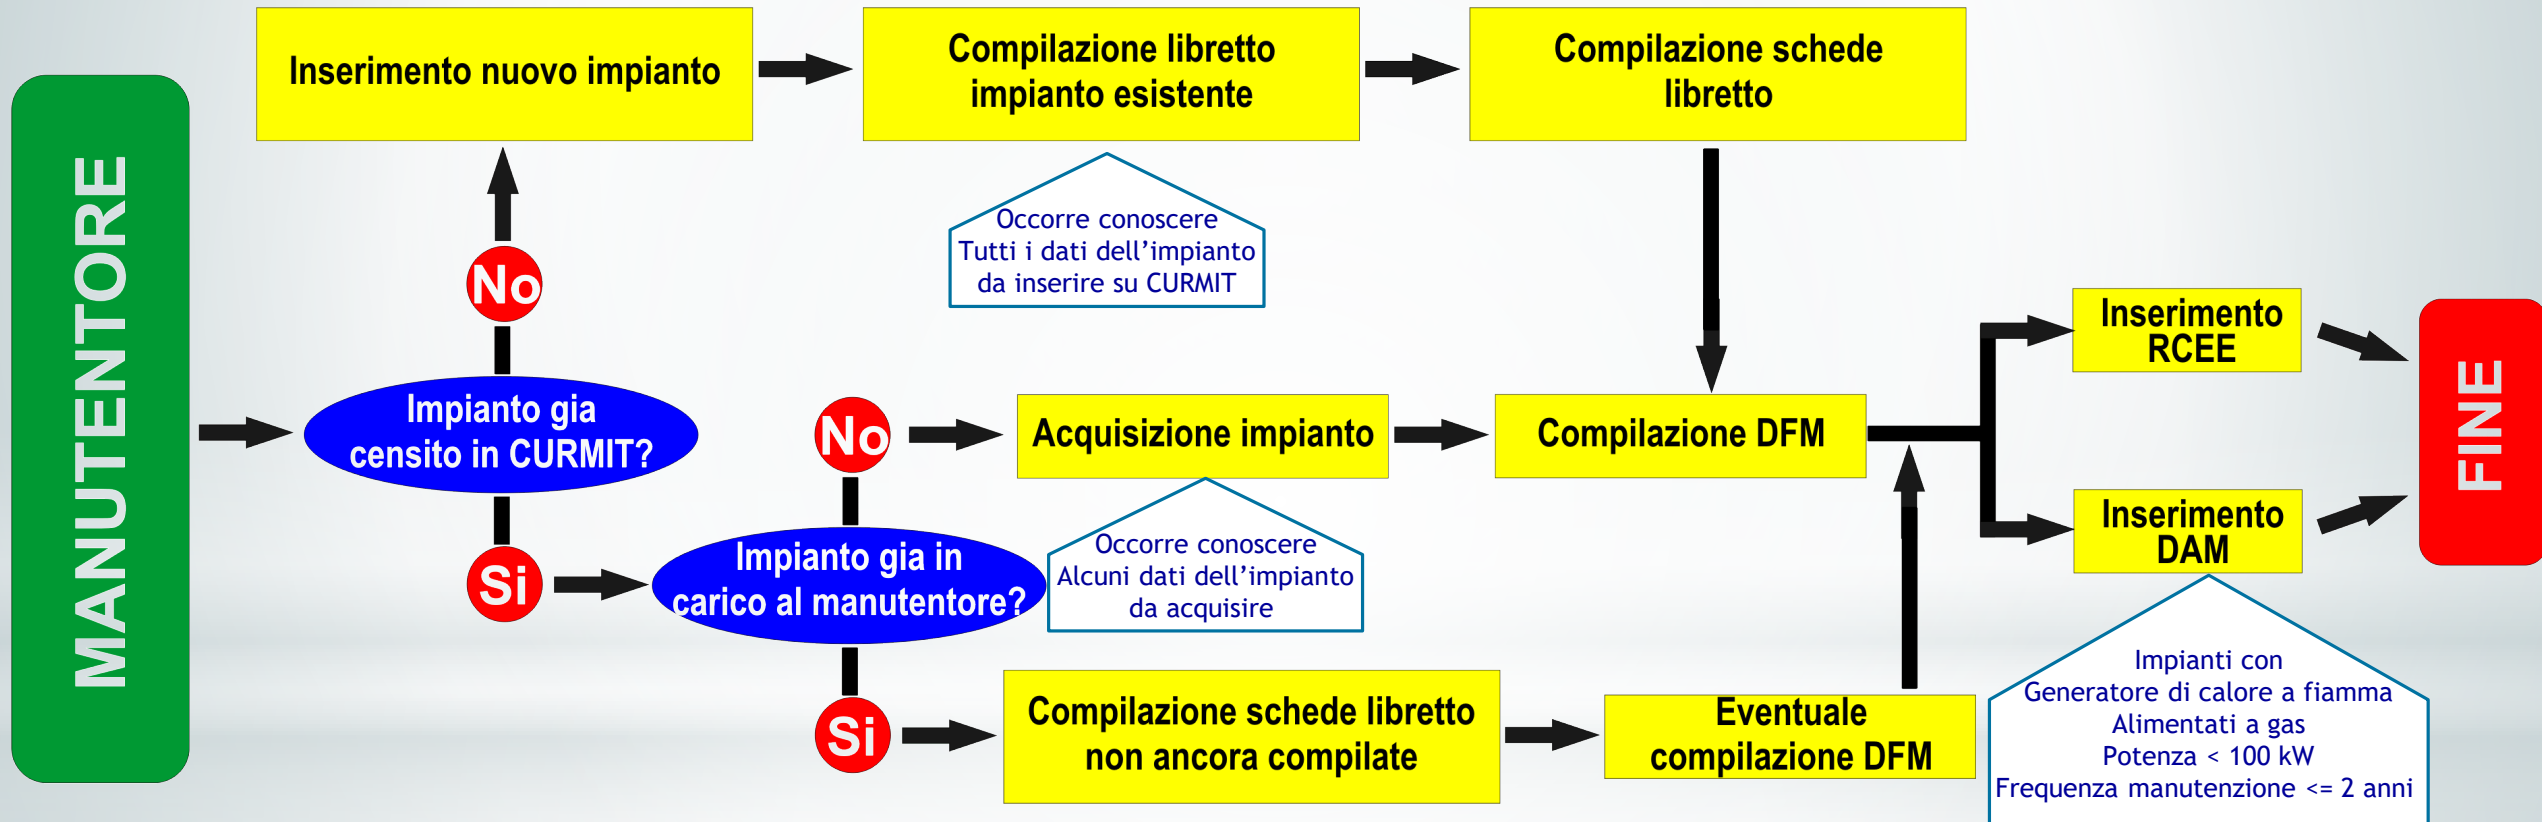 MANUTENTORE
Inserimento nuovo impianto
Compilazione libretto
impianto esistente
Compilazione schede
libretto
Occorre conoscere
Tutti i dati dell'impianto
da inserire su CURMIT
No
Impianto gia
censito in CURMIT?
Si
No
Acquisizione impianto
Compilazione DFM
Occorre conoscere
Alcuni dati dell'impianto
da acquisire
Impianto gia in
carico al manutentore?
Si
Compilazione schede libretto
non ancora compilate
Eventuale
compilazione DFM
Inserimento
RCEE
Inserimento
DAM
Impianti con
Generatore di calore a fiamma
Alimentati a gas
Potenza < 100 kW
Frequenza manutenzione <= 2 anni
FINE